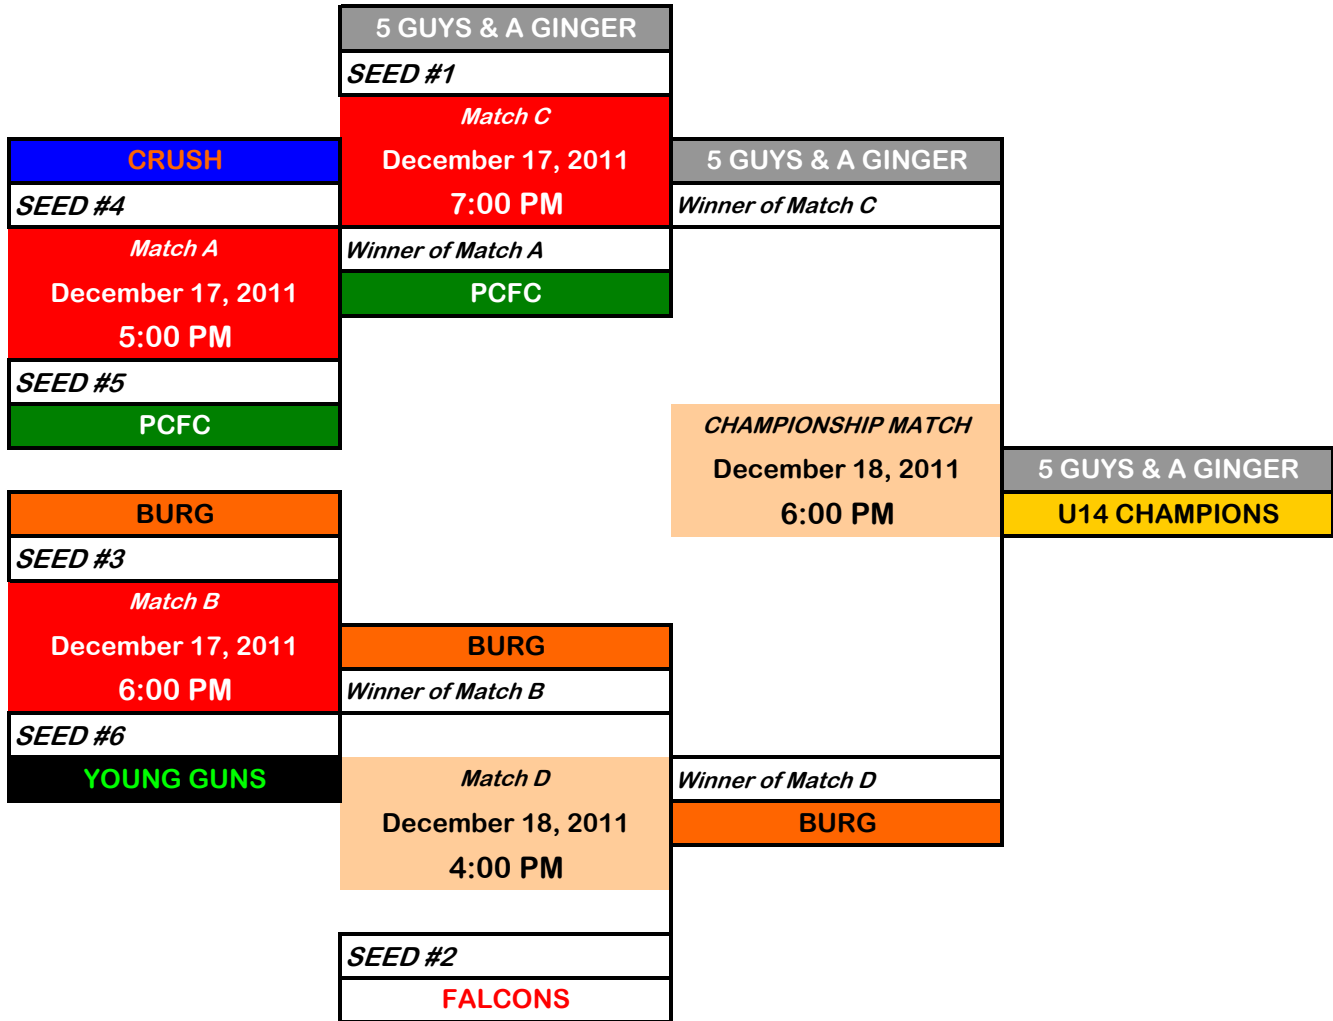 5 GUYS & A GINGER
SEED #1
Match C
December 17, 2011
7:00 PM
Winner of Match A
PCFC
CRUSH
SEED #4
Match A
December 17, 2011
5:00 PM
SEED #5
PCFC
5 GUYS & A GINGER
Winner of Match C
CHAMPIONSHIP MATCH
December 18, 2011
6:00 PM
5 GUYS & A GINGER
U14 CHAMPIONS
BURG
SEED #3
Match B
December 17, 2011
6:00 PM
SEED #6
YOUNG GUNS
BURG
Winner of Match B
Match D
December 18, 2011
4:00 PM
SEED #2
FALCONS
Winner of Match D
BURG